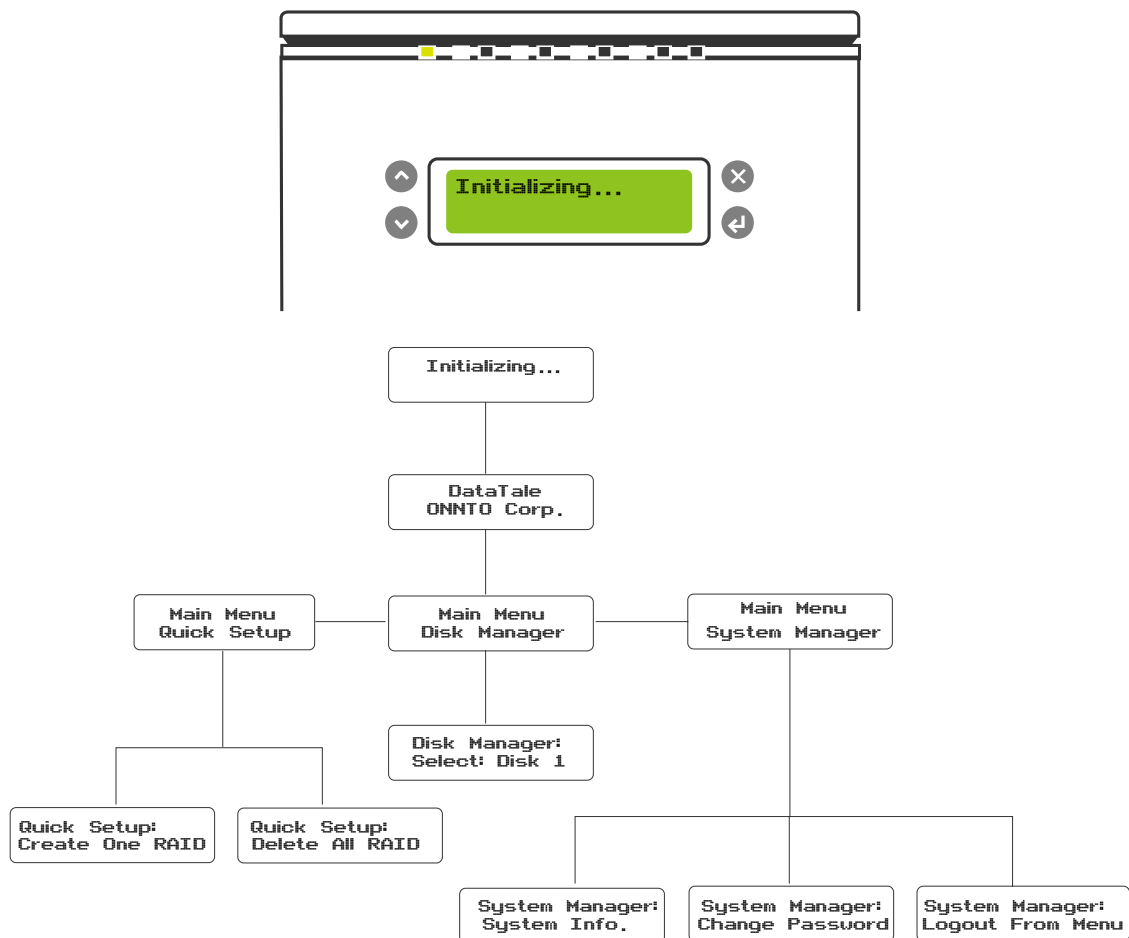 Initializing...
Initializing...
DataTale
ONNTO Corp.
Main Menu
Quick Setup
Main Menu
Disk Manager
Main Menu
System Manager
Disk Manager:
Select: Disk 1
Quick Setup:
Create One RAID
Quick Setup:
Delete All RAID
System Manager:
System Info.
System Manager:
Change Password
System Manager:
Logout From Menu